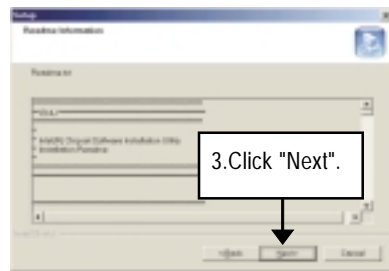 Setup
Readme Information
Readme.txt
Intel(R) Chipset Software Installation Utility
Installation Readme
3.Click "Next".
<Back Next> Cancel